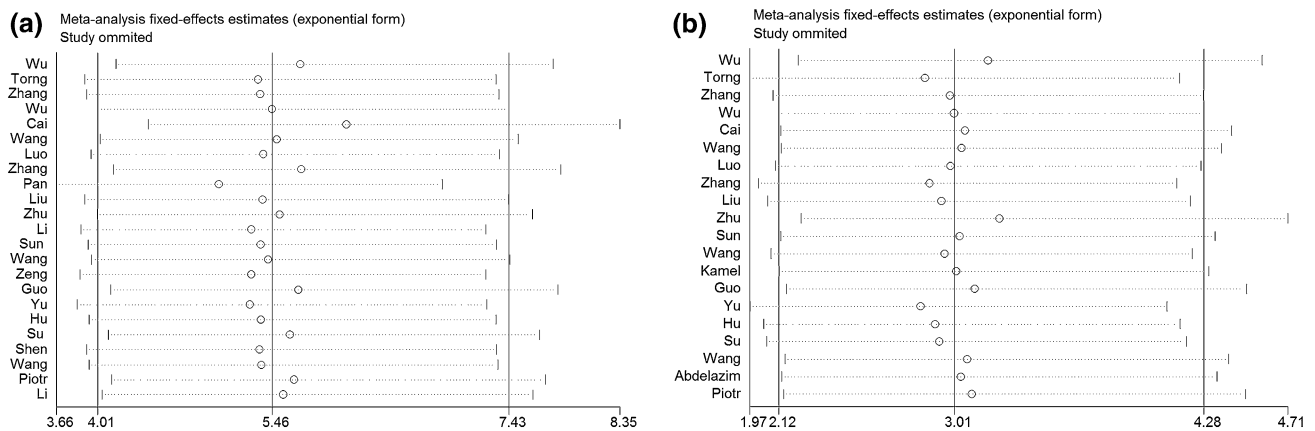 (a)
Meta-analysis fixed-effects estimates (exponential form)
Study ommited
Wu
Torng
Zhang
Wu
Cai
Wang
Luo
Zhang
Pan
Liu
Zhu
Li
Sun
Wang
Zeng
Guo
Yu
Hu
Su
Shen
Wang
Piotr
Li
3.66 4.01 5.46 7.43 8.35
(b)
Meta-analysis fixed-effects estimates (exponential form)
Study ommited
Wu
Torng
Zhang
Wu
Cai
Wang
Luo
Zhang
Liu
Zhu
Sun
Wang
Kamel
Guo
Yu
Hu
Su
Wang
Abdelazim
Piotr
1.97 2.12 3.01 4.28 4.71